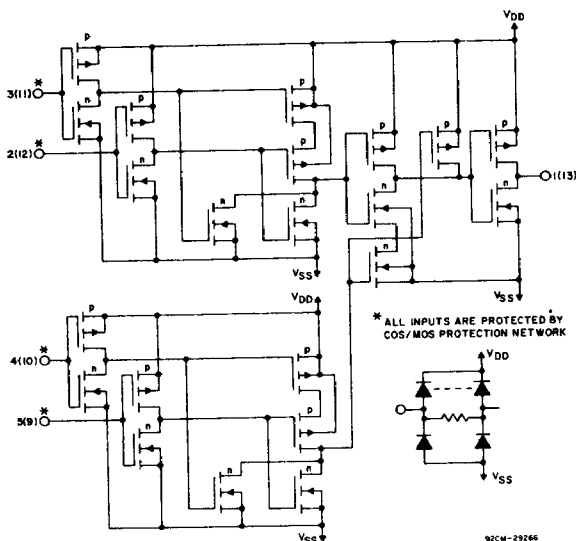 VDD
p
3(11) *
n
p
p
p
p
p
2(12) *
n
p
n
1(13)
n
n
n
n
VSS
VSS
p
VDD
4(10) *
n
p
p
5(9) *
n
n
n
VSS
* ALL INPUTS ARE PROTECTED BY
COS/MOS PROTECTION NETWORK
VDD
VSS
92CM-29266